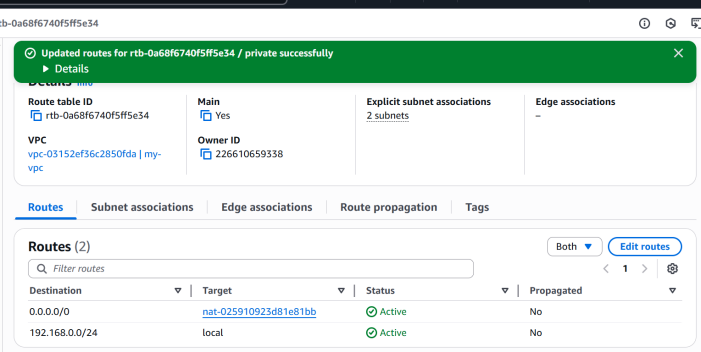 tb-0a68f6740f5ff5e34
Updated routes for rtb-0a68f6740f5ff5e34 / private successfully
Details
Details Info
Route table ID
rtb-0a68f6740f5ff5e34
Main
Yes
Explicit subnet associations
2 subnets
Edge associations
–
VPC
vpc-03152ef36c2850fda | my-
vpc
Owner ID
226610659338
Routes
Subnet associations
Edge associations
Route propagation
Tags
Routes (2)
Both
Edit routes
Filter routes
1
Destination Target Status Propagated
0.0.0.0/0 nat-025910923d81e81bb Active No
192.168.0.0/24 local Active No